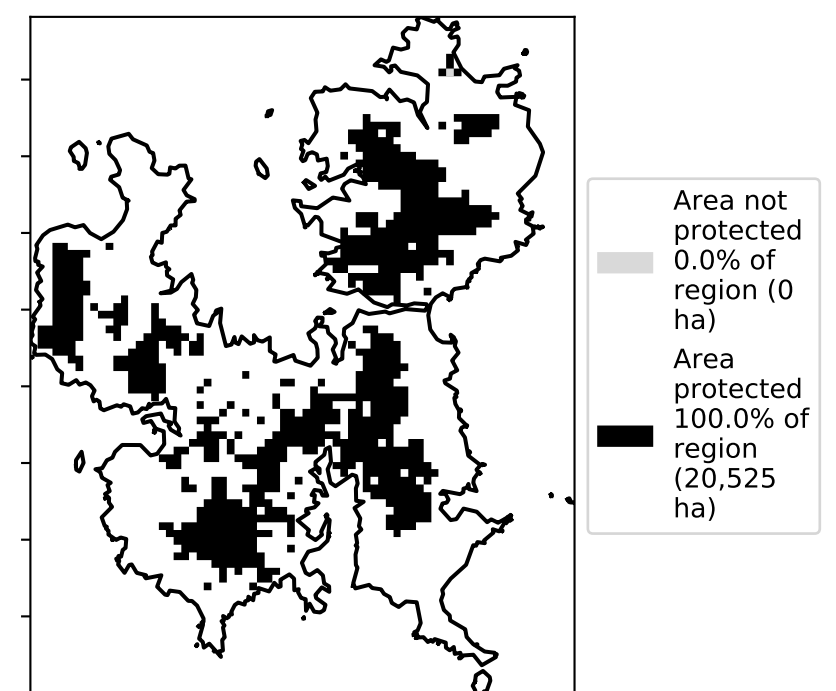 Area not
protected
0.0% of
region (0
ha)
Area
protected
100.0% of
region
(20,525
ha)